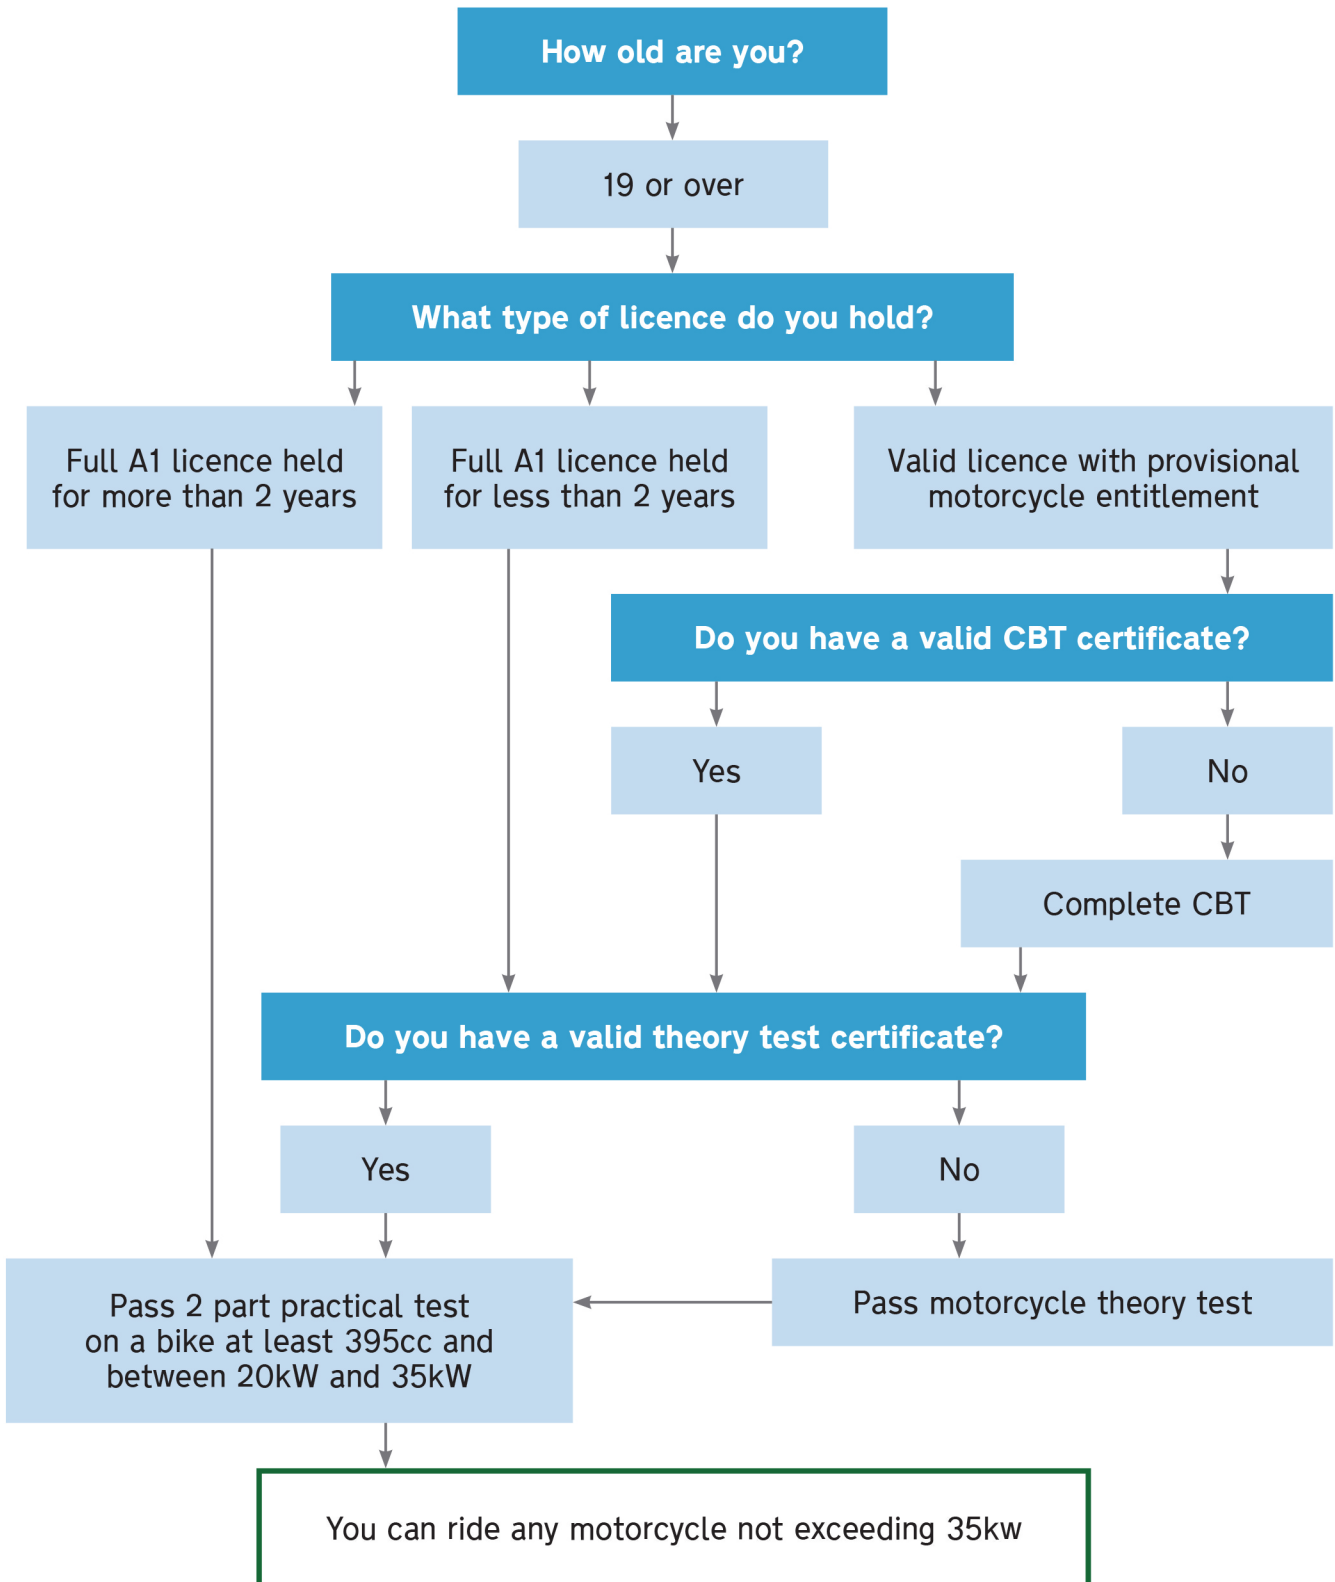 How old are you?
19 or over
What type of licence do you hold?
Full A1 licence held
for more than 2 years
Full A1 licence held
for less than 2 years
Valid licence with provisional
motorcycle entitlement
Do you have a valid CBT certificate?
Yes
No
Complete CBT
Do you have a valid theory test certificate?
Yes
No
Pass 2 part practical test
on a bike at least 395cc and
between 20kW and 35kW
Pass motorcycle theory test
You can ride any motorcycle not exceeding 35kw